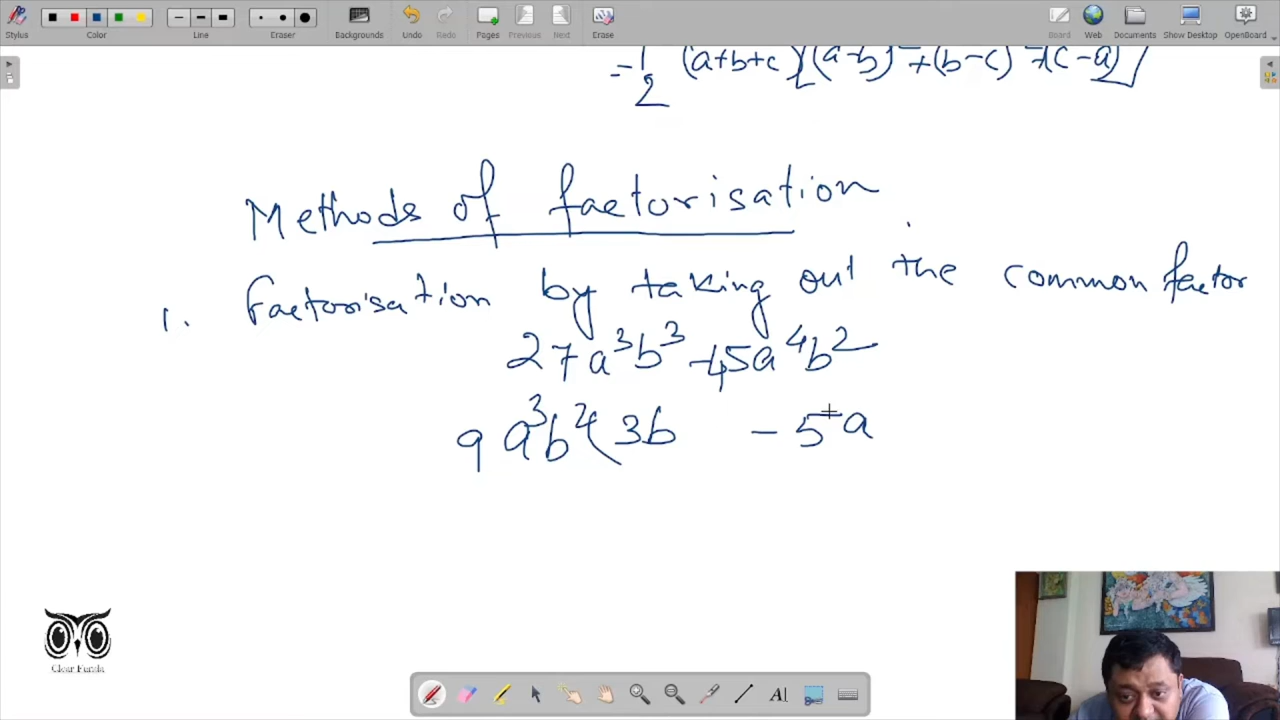 Stylus Color Line Eraser Backgrounds Undo Redo Pages Previous Next Erase Board Web Documents Show Desktop OpenBoard
= 1/2 (a+b+c)[(a-b)² + (b-c)² + (c-a)²]
Methods of factorisation
1. Factorisation by taking out the common factor
27a³b³ - 45a⁴b²
9a³b²(3b - 5a
Clear Funda